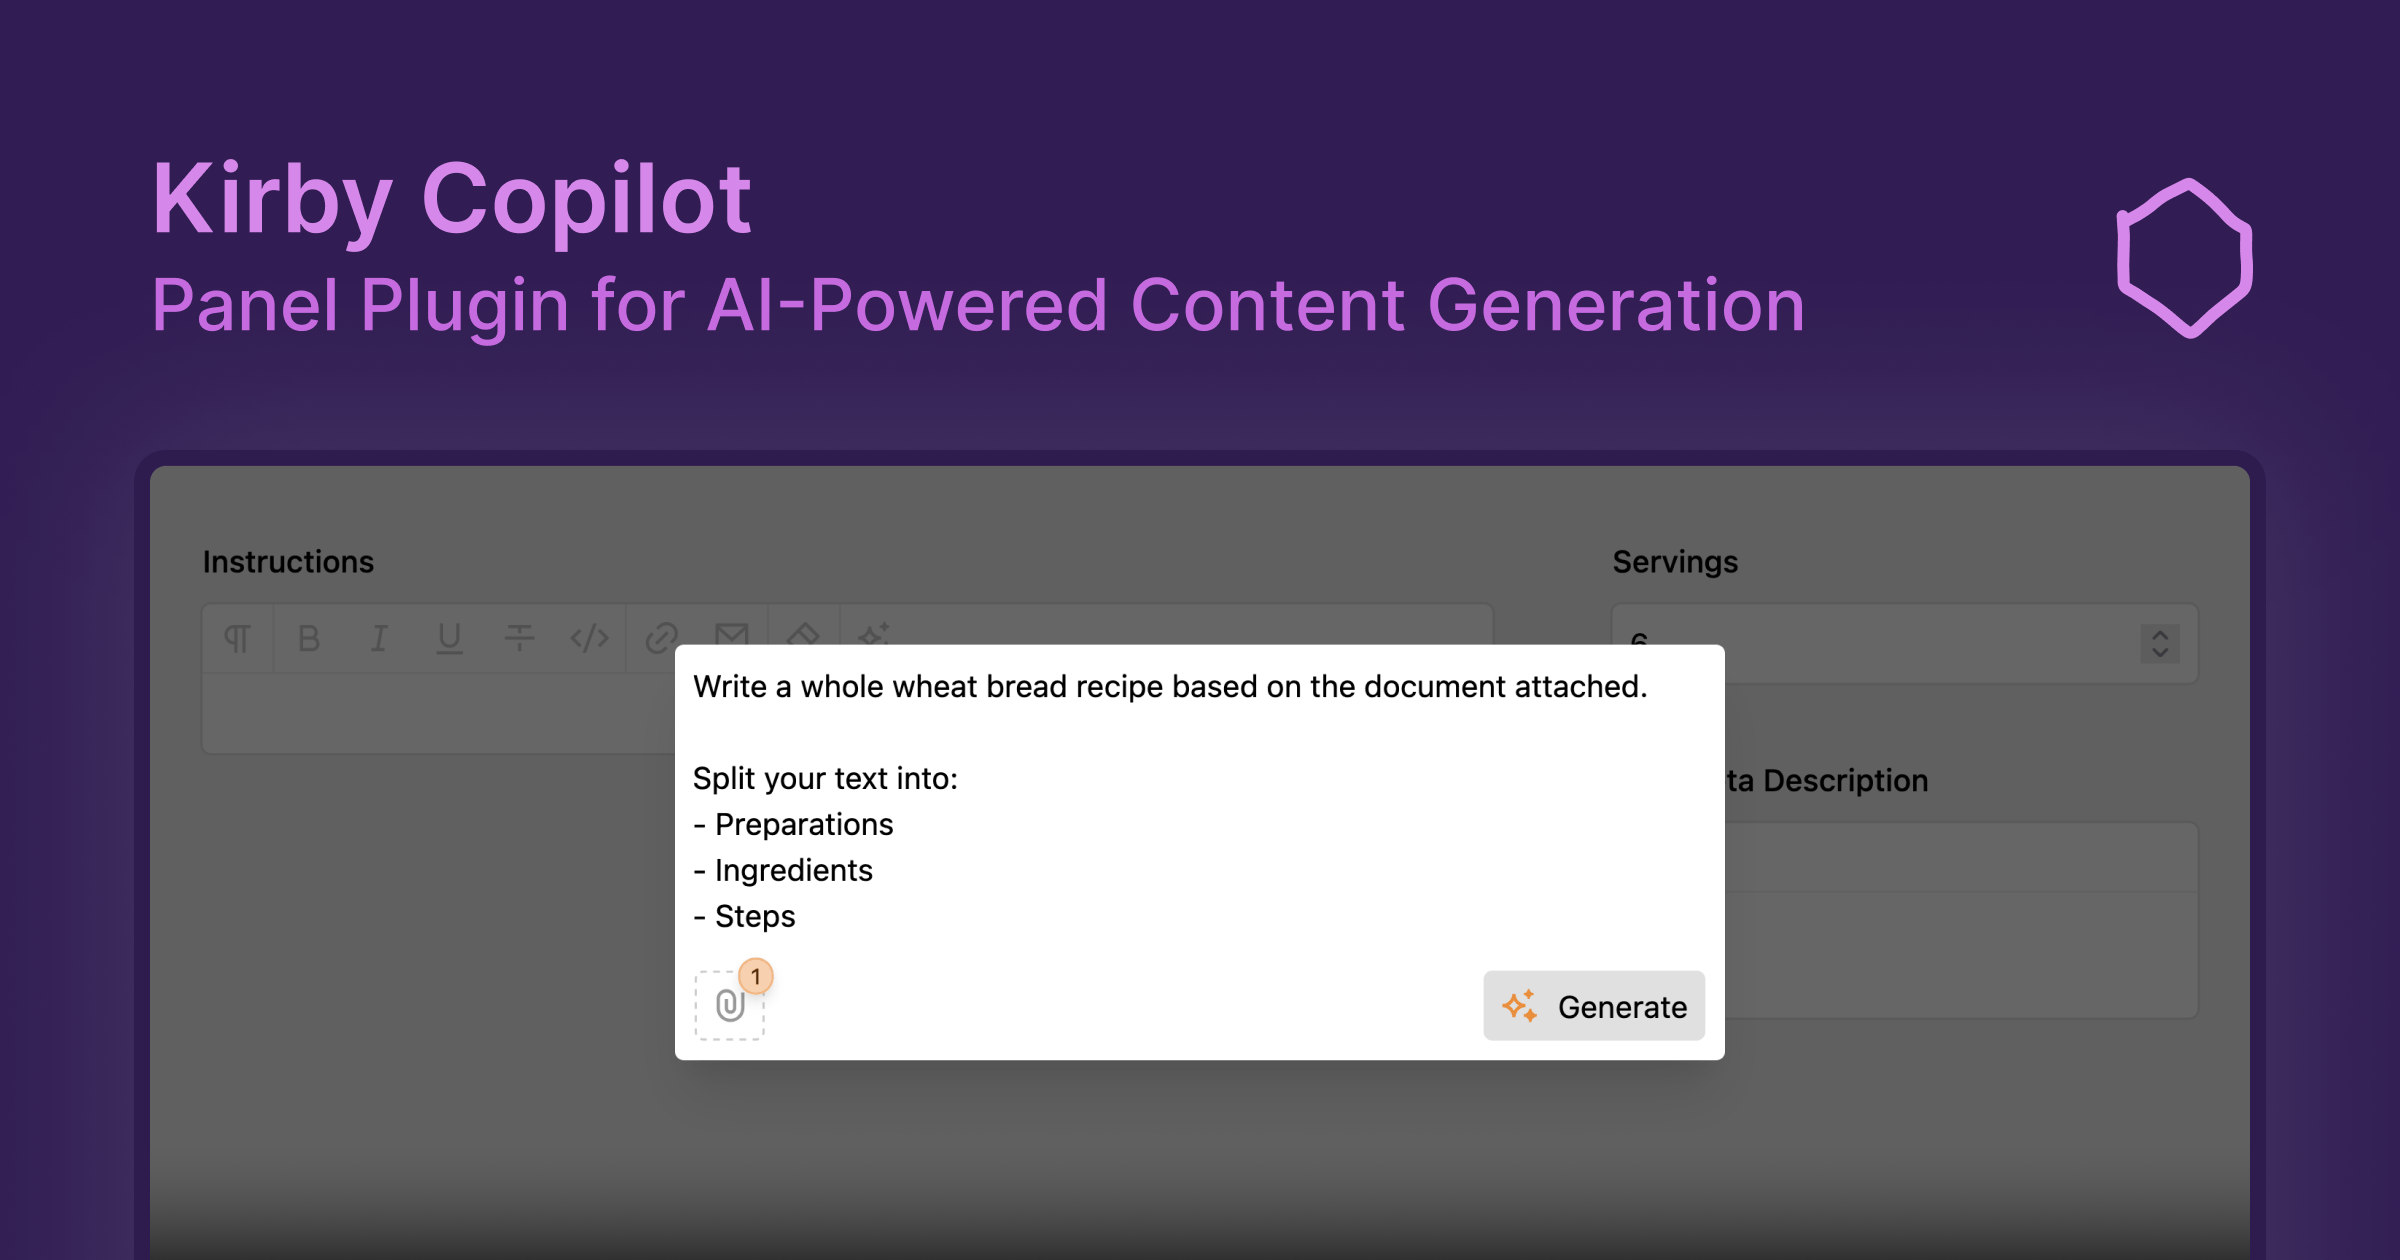 Kirby Copilot
Panel Plugin for AI-Powered Content Generation
Instructions
Servings
B I U
6
Write a whole wheat bread recipe based on the document attached.
Split your text into:
- Preparations
- Ingredients
- Steps
ta Description
1
Generate